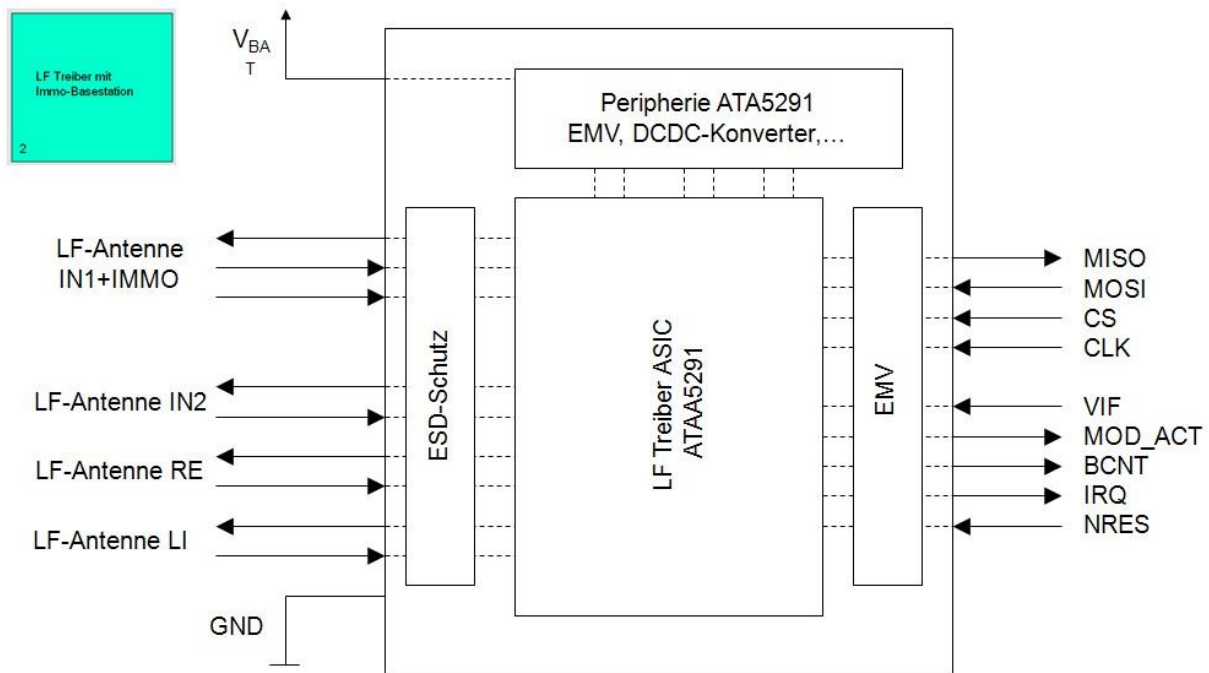 LF Treiber mit
Immo-Basestation
2
VBA
T
Peripherie ATA5291
EMV, DCDC-Konverter,…
LF-Antenne
IN1+IMMO
LF-Antenne IN2
LF-Antenne RE
LF-Antenne LI
GND
ESD-Schutz
LF Treiber ASIC
ATAA5291
EMV
MISO
MOSI
CS
CLK
VIF
MOD_ACT
BCNT
IRQ
NRES